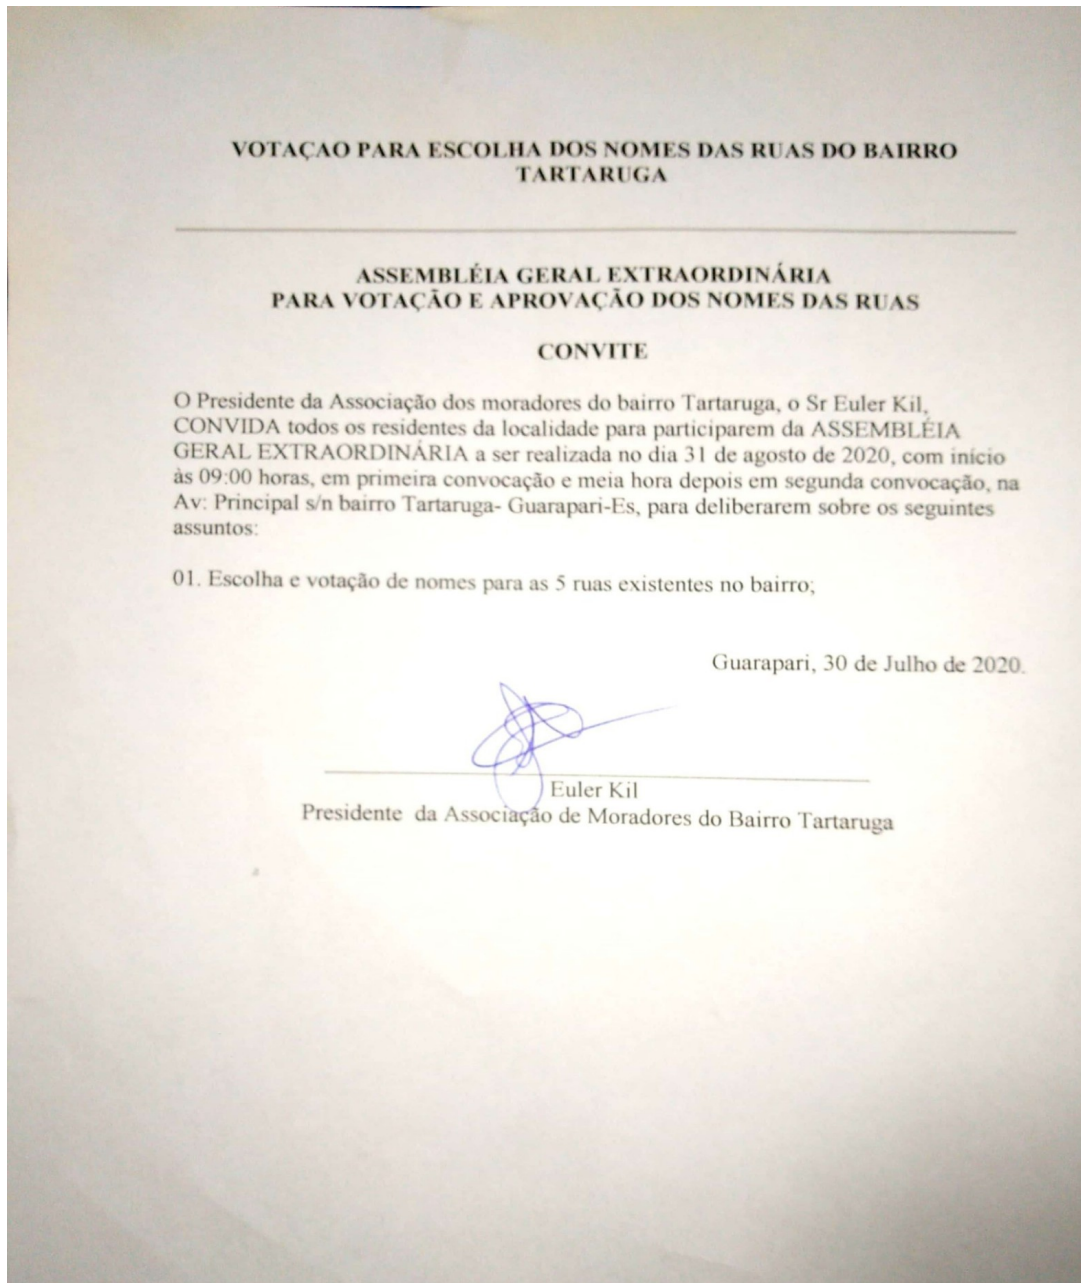 VOTAÇAO PARA ESCOLHA DOS NOMES DAS RUAS DO BAIRRO
TARTARUGA
ASSEMBLÉIA GERAL EXTRAORDINÁRIA
PARA VOTAÇÃO E APROVAÇÃO DOS NOMES DAS RUAS
CONVITE
O Presidente da Associação dos moradores do bairro Tartaruga, o Sr Euler Kil,
CONVIDA todos os residentes da localidade para participarem da ASSEMBLÉIA
GERAL EXTRAORDINÁRIA a ser realizada no dia 31 de agosto de 2020, com início
às 09:00 horas, em primeira convocação e meia hora depois em segunda convocação, na
Av: Principal s/n bairro Tartaruga- Guarapari-Es, para deliberarem sobre os seguintes
assuntos:
01. Escolha e votação de nomes para as 5 ruas existentes no bairro;
Guarapari, 30 de Julho de 2020.
Euler Kil
Presidente da Associação de Moradores do Bairro Tartaruga